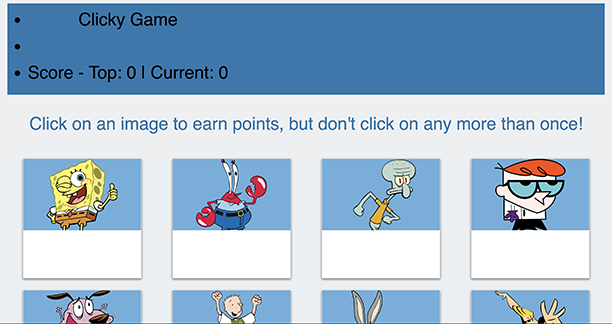 Clicky Game
Score - Top: 0 | Current: 0
Click on an image to earn points, but don't click on any more than once!